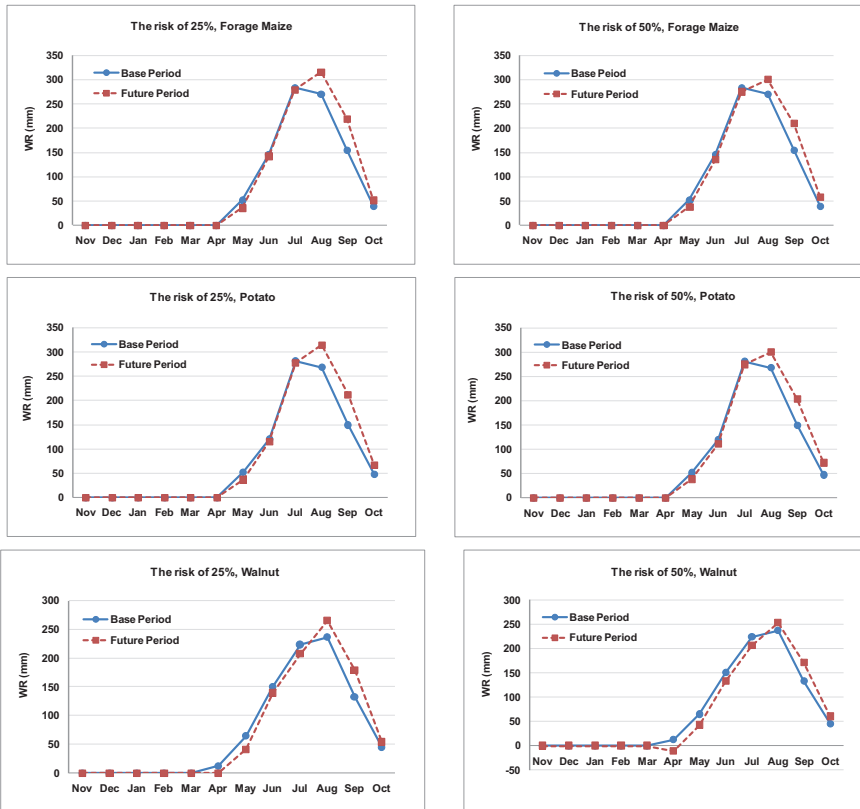 The risk of 25%, Forage Maize
350
300
250
200
150
100
50
0
WR (mm)
Base Period
Future Period
Nov Dec Jan Feb Mar Apr May Jun Jul Aug Sep Oct
The risk of 50%, Forage Maize
350
300
250
200
150
100
50
0
WR (mm)
Base Peiod
Future Period
Nov Dec Jan Feb Mar Apr May Jun Jul Aug Sep Oct
The risk of 25%, Potato
350
300
250
200
150
100
50
0
WR (mm)
Base Period
Future Period
Nov Dec Jan Feb Mar Apr May Jun Jul Aug Sep Oct
The risk of 50%, Potato
350
300
250
200
150
100
50
0
WR (mm)
Base Period
Future Period
Nov Dec Jan Feb Mar Apr May Jun Jul Aug Sep Oct
The risk of 25%, Walnut
300
250
200
150
100
50
0
WR (mm)
Base Period
Future Period
Nov Dec Jan Feb Mar Apr May Jun Jul Aug Sep Oct
The risk of 50%, Walnut
300
250
200
150
100
50
0
-50
WR (mm)
Base Period
Future Period
Nov Dec Jan Feb Mar Apr May Jun Jul Aug Sep Oct